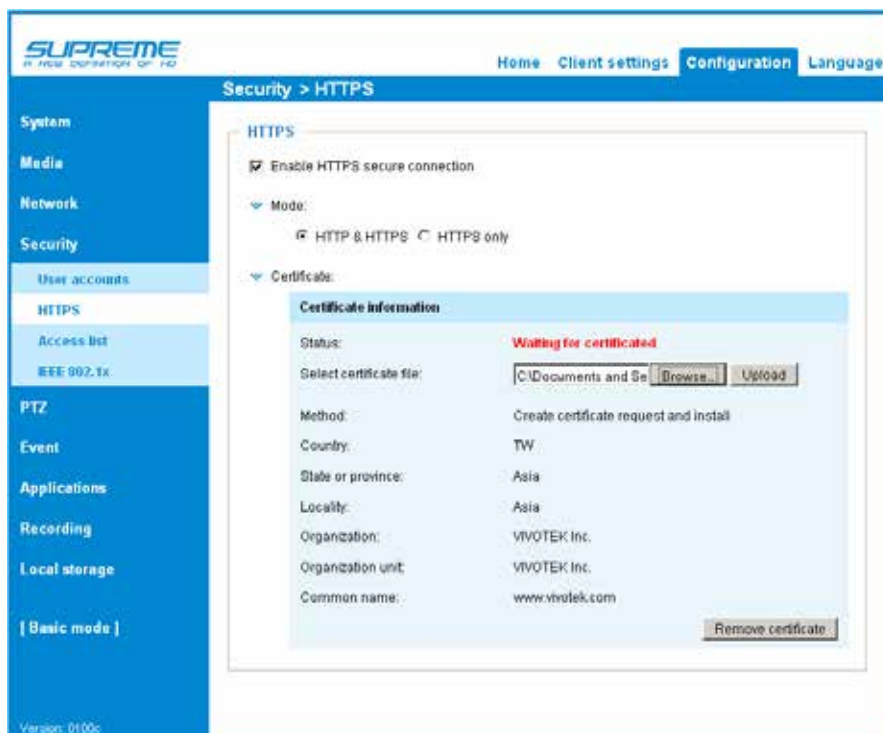 SUPREME
A NEW DEFINITION OF HD
Home Client settings Configuration Language
Security > HTTPS
System
Media
Network
Security
User accounts
HTTPS
Access list
IEEE 802.1x
PTZ
Event
Applications
Recording
Local storage
[ Basic mode ]
Version: 0100c
HTTPS
Enable HTTPS secure connection
Mode:
HTTP & HTTPS HTTPS only
Certificate:
Certificate information
Status: Waiting for certificated
Select certificate file: C:\Documents and Se Browse... Upload
Method: Create certificate request and install
Country: TW
State or province: Asia
Locality: Asia
Organization: VIVOTEK Inc.
Organization unit: VIVOTEK Inc.
Common name: www.vivotek.com
Remove certificate